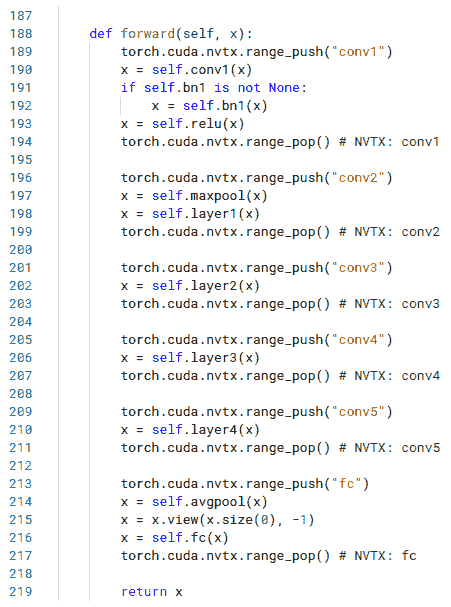 187
188 def forward(self, x):
189 torch.cuda.nvtx.range_push("conv1")
190 x = self.conv1(x)
191 if self.bn1 is not None:
192 x = self.bn1(x)
193 x = self.relu(x)
194 torch.cuda.nvtx.range_pop() # NVTX: conv1
195
196 torch.cuda.nvtx.range_push("conv2")
197 x = self.maxpool(x)
198 x = self.layer1(x)
199 torch.cuda.nvtx.range_pop() # NVTX: conv2
200
201 torch.cuda.nvtx.range_push("conv3")
202 x = self.layer2(x)
203 torch.cuda.nvtx.range_pop() # NVTX: conv3
204
205 torch.cuda.nvtx.range_push("conv4")
206 x = self.layer3(x)
207 torch.cuda.nvtx.range_pop() # NVTX: conv4
208
209 torch.cuda.nvtx.range_push("conv5")
210 x = self.layer4(x)
211 torch.cuda.nvtx.range_pop() # NVTX: conv5
212
213 torch.cuda.nvtx.range_push("fc")
214 x = self.avgpool(x)
215 x = x.view(x.size(0), -1)
216 x = self.fc(x)
217 torch.cuda.nvtx.range_pop() # NVTX: fc
218
219 return x